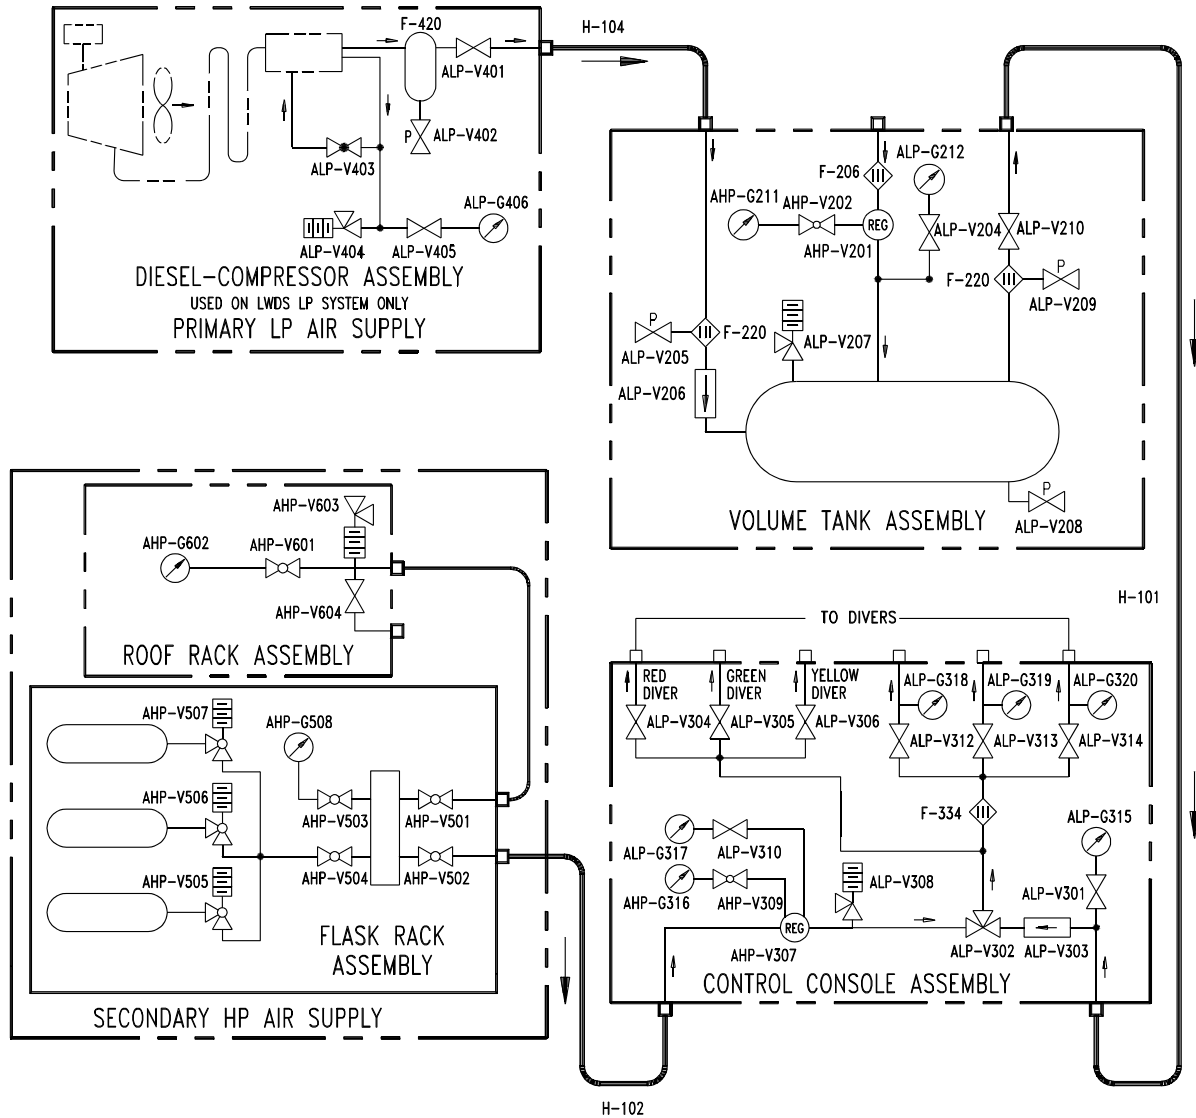 F-420
H-104
ALP-V401
P
ALP-V402
ALP-V403
ALP-G406
ALP-V404
ALP-V405
DIESEL-COMPRESSOR ASSEMBLY
USED ON LWDS LP SYSTEM ONLY
PRIMARY LP AIR SUPPLY
F-206
ALP-G212
AHP-G211
AHP-V202
REG
ALP-V204
ALP-V210
AHP-V201
F-220
P
ALP-V209
P
F-220
ALP-V205
ALP-V207
ALP-V206
P
ALP-V208
VOLUME TANK ASSEMBLY
AHP-V603
AHP-G602
AHP-V601
AHP-V604
ROOF RACK ASSEMBLY
H-101
TO DIVERS
RED
DIVER
GREEN
DIVER
YELLOW
DIVER
ALP-G318
ALP-G319
ALP-G320
ALP-V304
ALP-V305
ALP-V306
ALP-V312
ALP-V313
ALP-V314
AHP-V507
AHP-G508
AHP-V506
AHP-V503
AHP-V501
AHP-V505
AHP-V504
AHP-V502
FLASK RACK
ASSEMBLY
SECONDARY HP AIR SUPPLY
F-334
ALP-G315
ALP-G317
ALP-V310
ALP-V308
ALP-V301
AHP-G316
AHP-V309
REG
AHP-V307
ALP-V302
ALP-V303
CONTROL CONSOLE ASSEMBLY
H-102